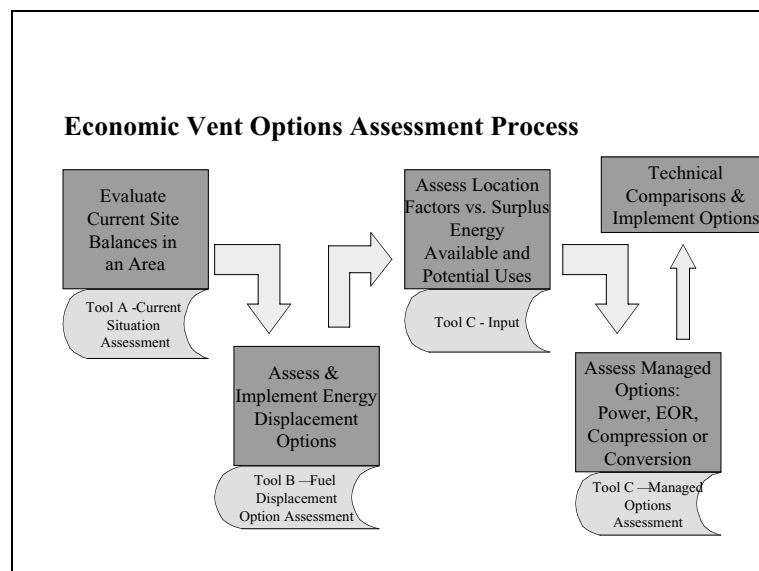 Economic Vent Options Assessment Process
Evaluate
Current Site
Balances in
an Area
Tool A -Current
Situation
Assessment
Assess &
Implement Energy
Displacement
Options
Tool B —Fuel
Displacement
Option Assessment
Assess Location
Factors vs. Surplus
Energy
Available and
Potential Uses
Tool C - Input
Assess Managed
Options:
Power, EOR,
Compression or
Conversion
Tool C —Managed
Options
Assessment
Technical
Comparisons &
Implement Options